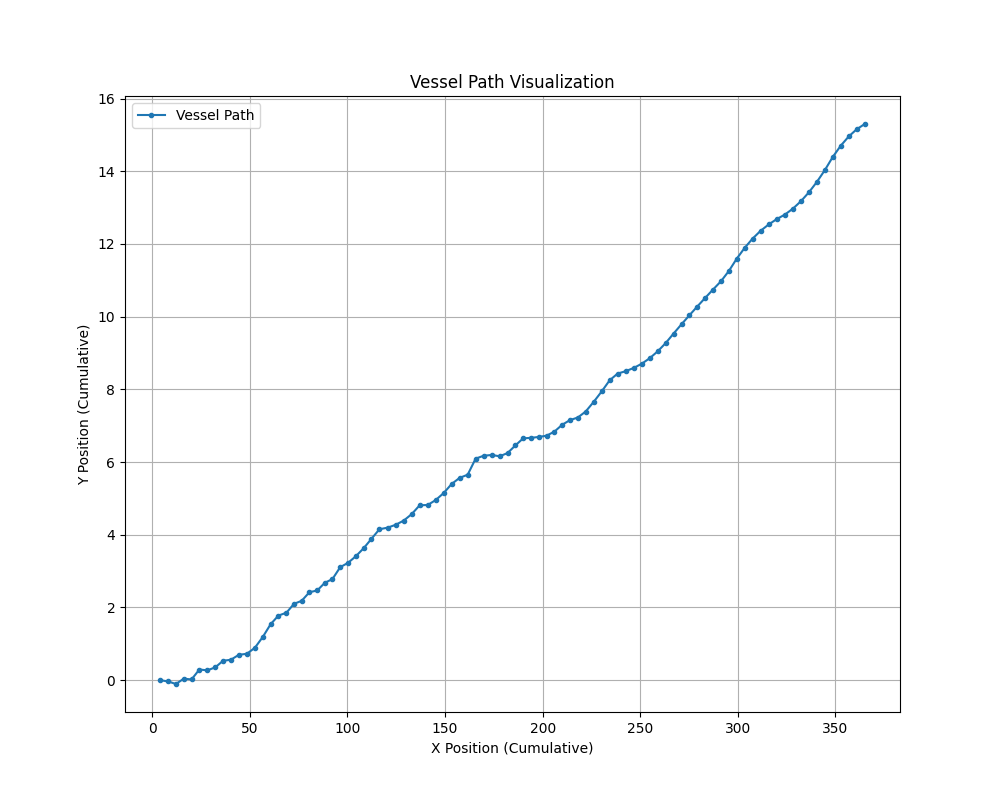 Vessel Path Visualization
Vessel Path
Y Position (Cumulative)
16
14
12
10
8
6
4
2
0
0 50 100 150 200 250 300 350
X Position (Cumulative)